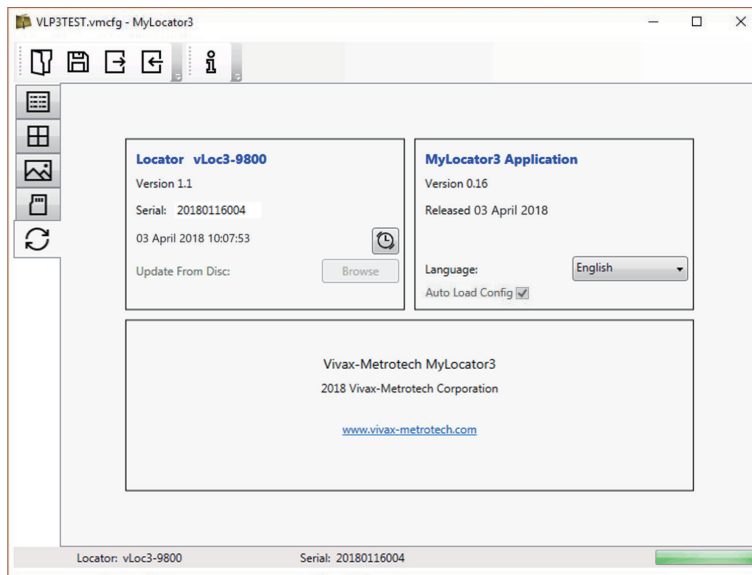 VLP3TEST.vmcfg - MyLocator3
Locator vLoc3-9800
Version 1.1
Serial: 20180116004
03 April 2018 10:07:53
Update From Disc:
Browse
MyLocator3 Application
Version 0.16
Released 03 April 2018
Language:
English
Auto Load Config
Vivax-Metrotech MyLocator3
2018 Vivax-Metrotech Corporation
www.vivax-metrotech.com
Locator: vLoc3-9800
Serial: 20180116004